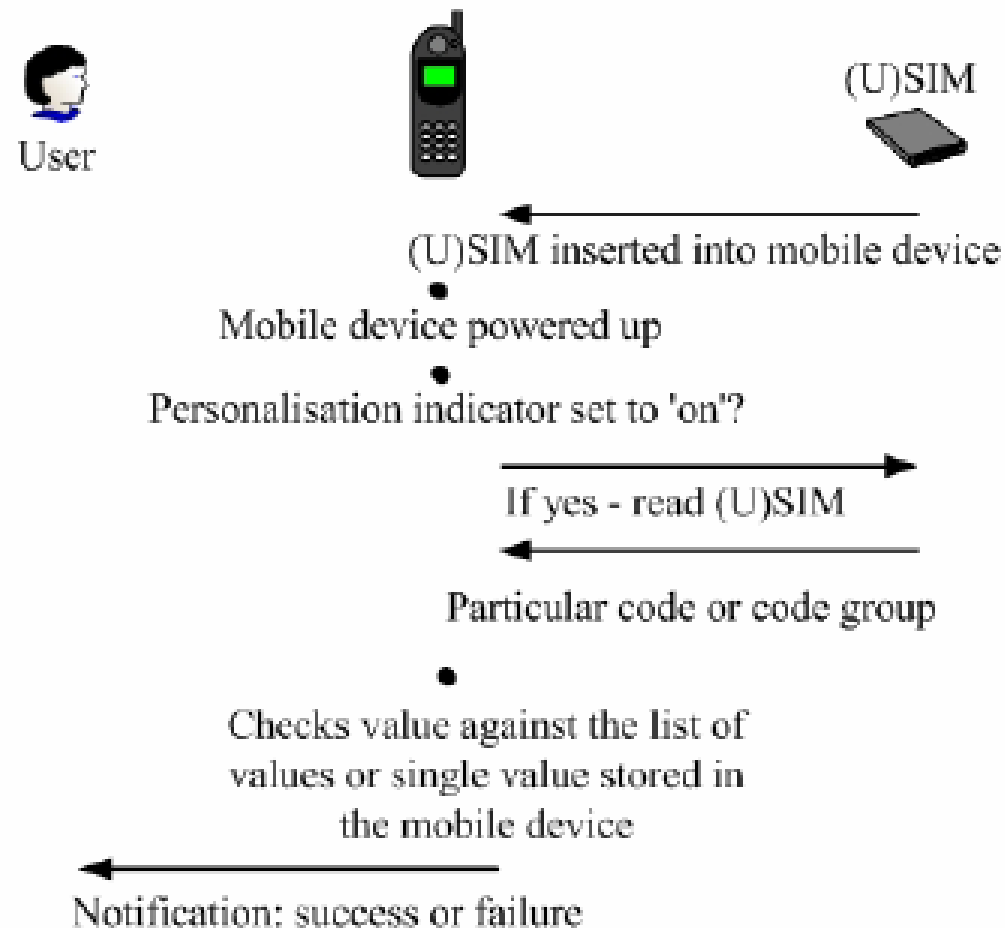 (U)SIM
User
(U)SIM inserted into mobile device
Mobile device powered up
Personalisation indicator set to 'on'?
If yes - read (U)SIM
Particular code or code group
Checks value against the list of
values or single value stored in
the mobile device
Notification: success or failure